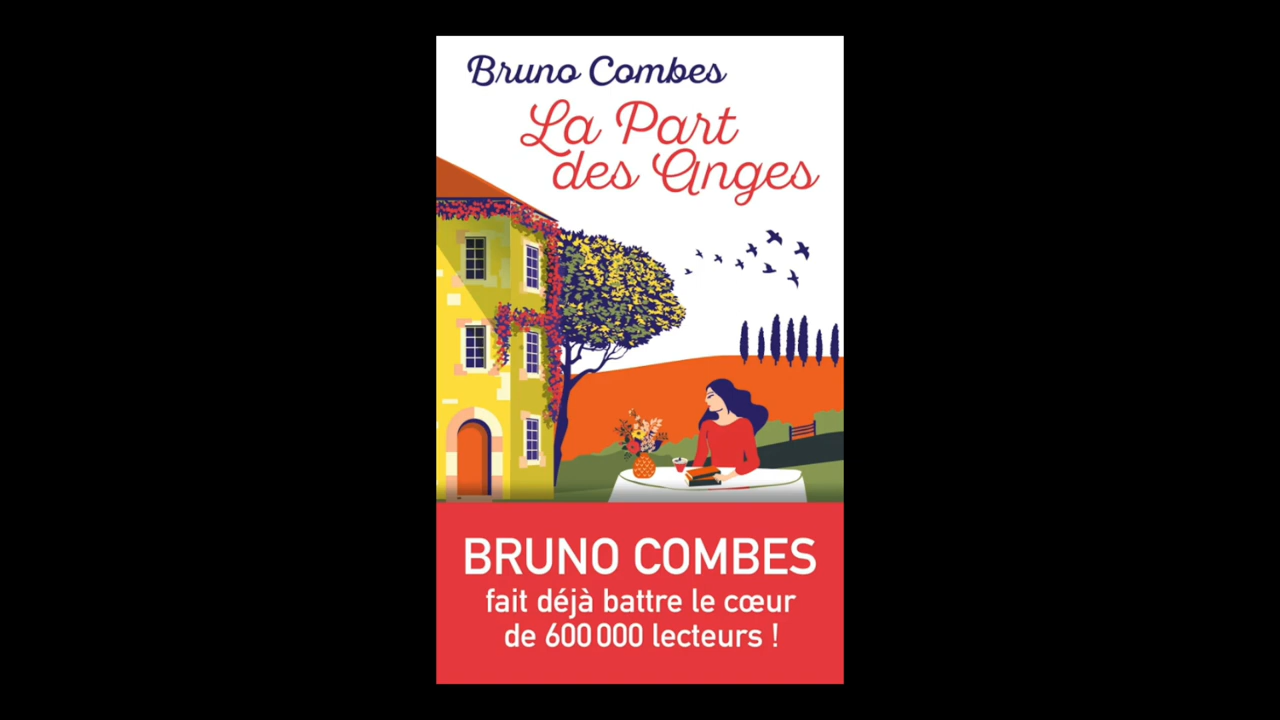 Bruno Combes
La Part
des Anges
BRUNO COMBES
fait déjà battre le cœur
de 600 000 lecteurs !